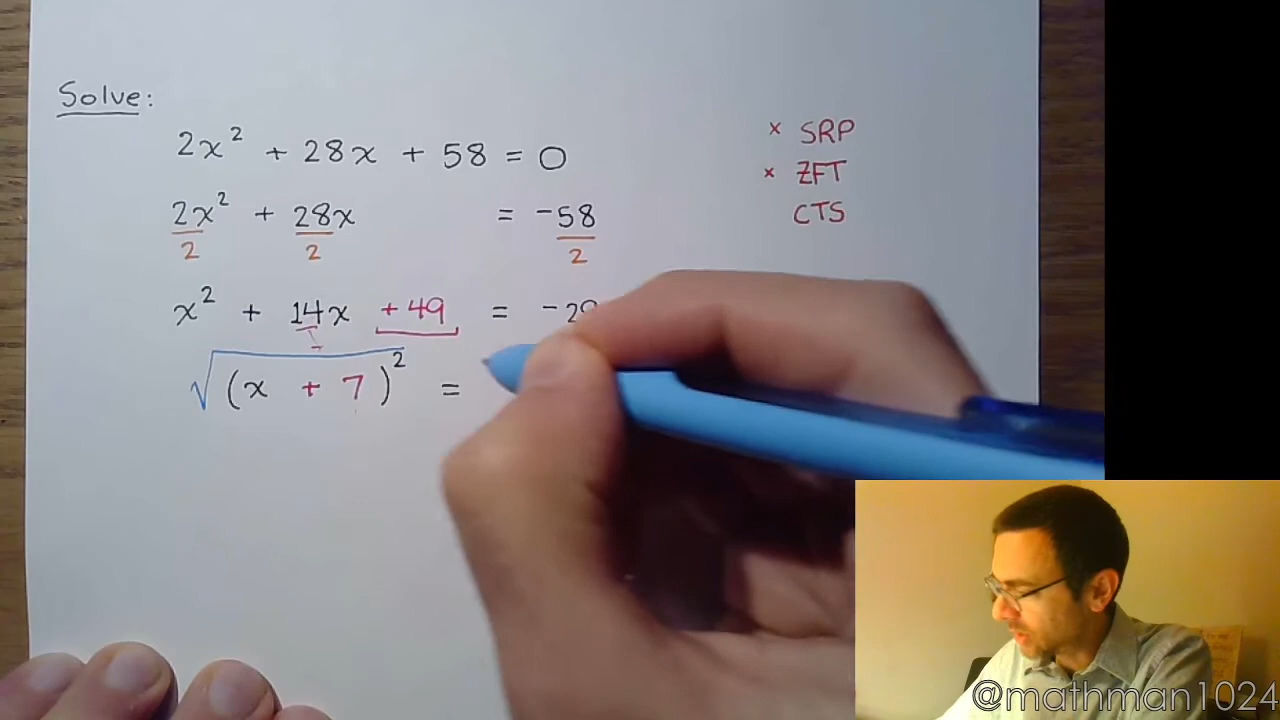 Solve:
2x² + 28x + 58 = 0
2x² + 28x = -58
2 2 2
x² + 14x + 49 = -29
√(x + 7)² =
× SRP
× ZFT
CTS
@mathman1024